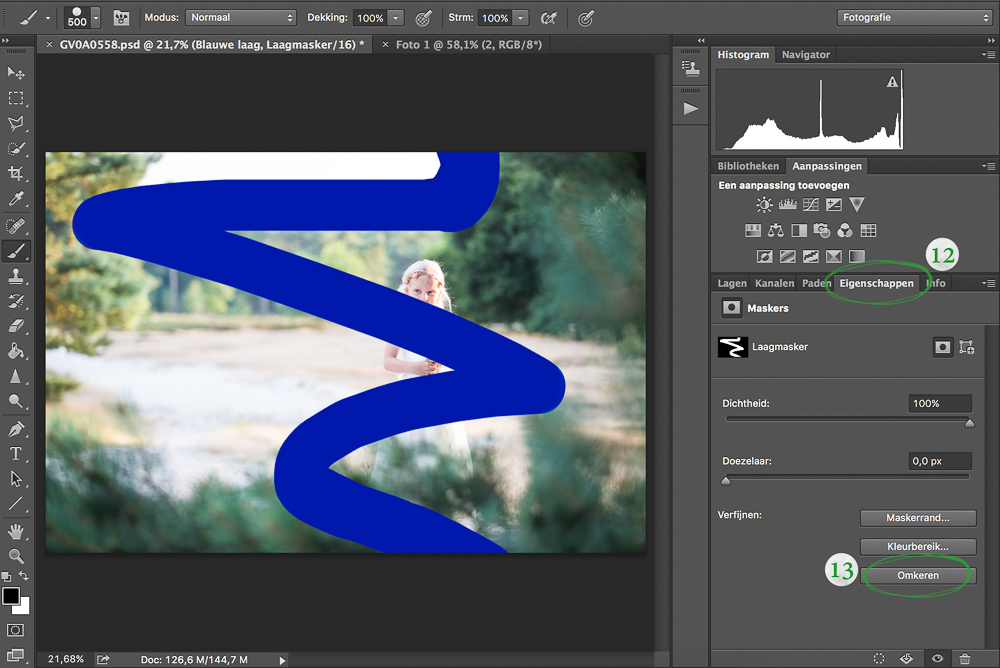 500
Modus: Normaal
Dekking: 100%
Strm: 100%
Fotografie
× GV0A0558.psd @ 21,7% (Blauwe laag, Laagmasker/16) *
× Foto 1 @ 58,1% (2, RGB/8*)
Histogram Navigator
Bibliotheken Aanpassingen
Een aanpassing toevoegen
12
Lagen Kanalen Paden Eigenschappen Info
Maskers
Laagmasker
Dichtheid: 100%
Doezelaar: 0,0 px
Verfijnen: Maskerrand...
Kleurbereik...
13 Omkeren
21,68% Doc: 126,6 M/144,7 M